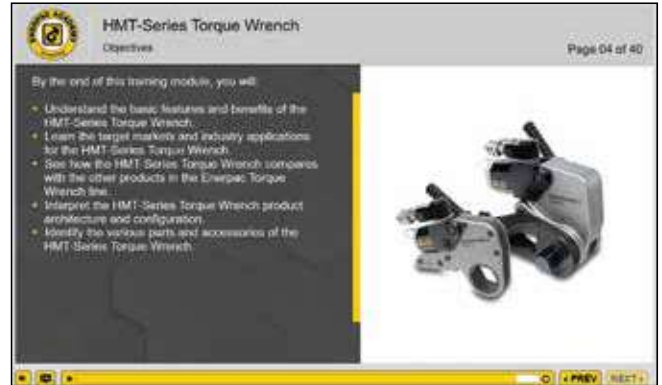 HMT-Series Torque Wrench
Objectives
Page 04 of 40
By the end of this training module, you will:
• Understand the basic features and benefits of the
HMT-Series Torque Wrench.
• Learn the target markets and industry applications
for the HMT-Series Torque Wrench.
• See how the HMT-Series Torque Wrench compares
with the other products in the Enerpac Torque
Wrench line.
• Interpret the HMT-Series Torque Wrench product
architecture and configuration.
• Identify the various parts and accessories of the
HMT-Series Torque Wrench.
PREV
NEXT